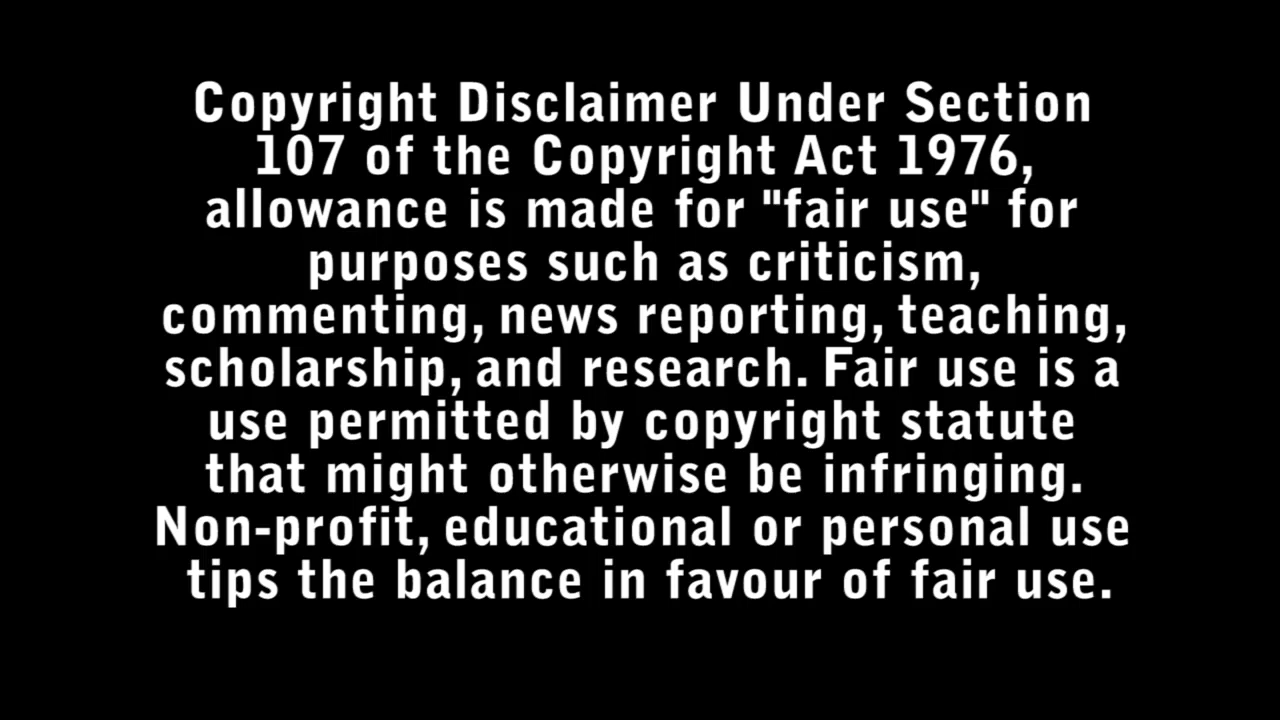 Copyright Disclaimer Under Section
107 of the Copyright Act 1976,
allowance is made for "fair use" for
purposes such as criticism,
commenting, news reporting, teaching,
scholarship, and research. Fair use is a
use permitted by copyright statute
that might otherwise be infringing.
Non-profit, educational or personal use
tips the balance in favour of fair use.